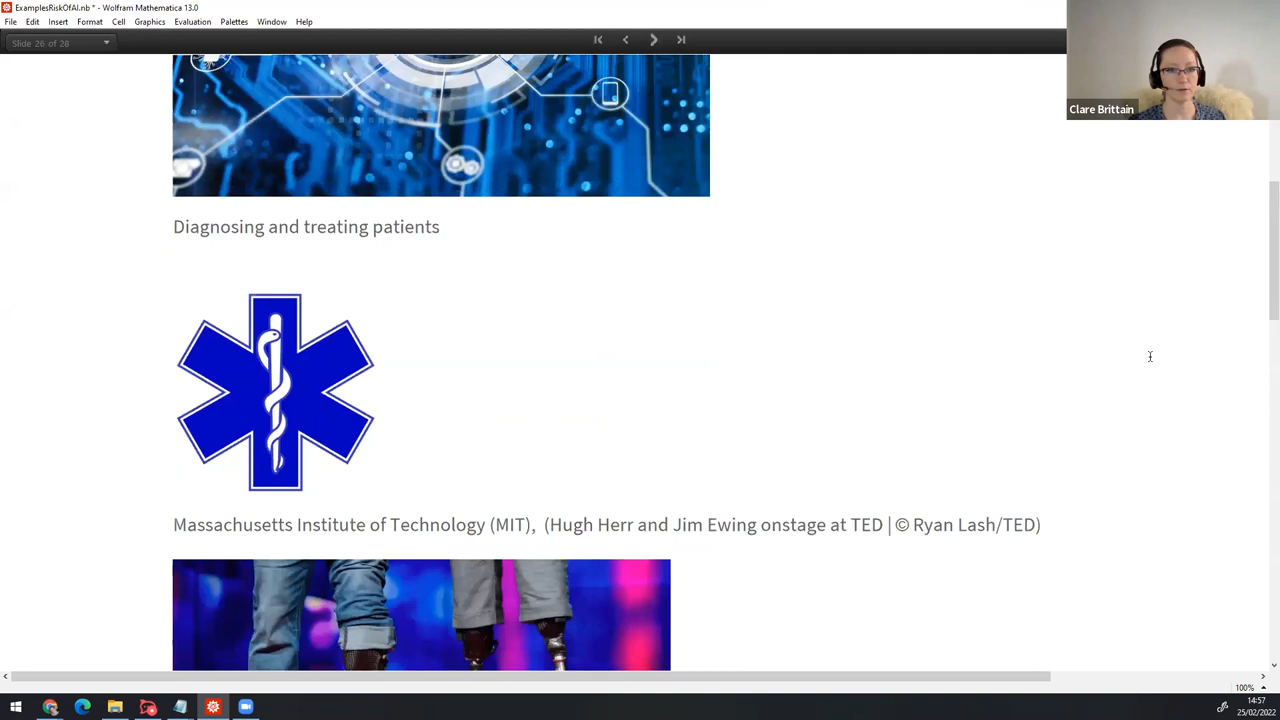 ExamplesRiskOfAI.nb * - Wolfram Mathematica 13.0
File Edit Insert Format Cell Graphics Evaluation Palettes Window Help
Slide 26 of 28
Clare Brittain
Diagnosing and treating patients
Massachusetts Institute of Technology (MIT), (Hugh Herr and Jim Ewing onstage at TED | © Ryan Lash/TED)
100%
14:57
25/02/2022